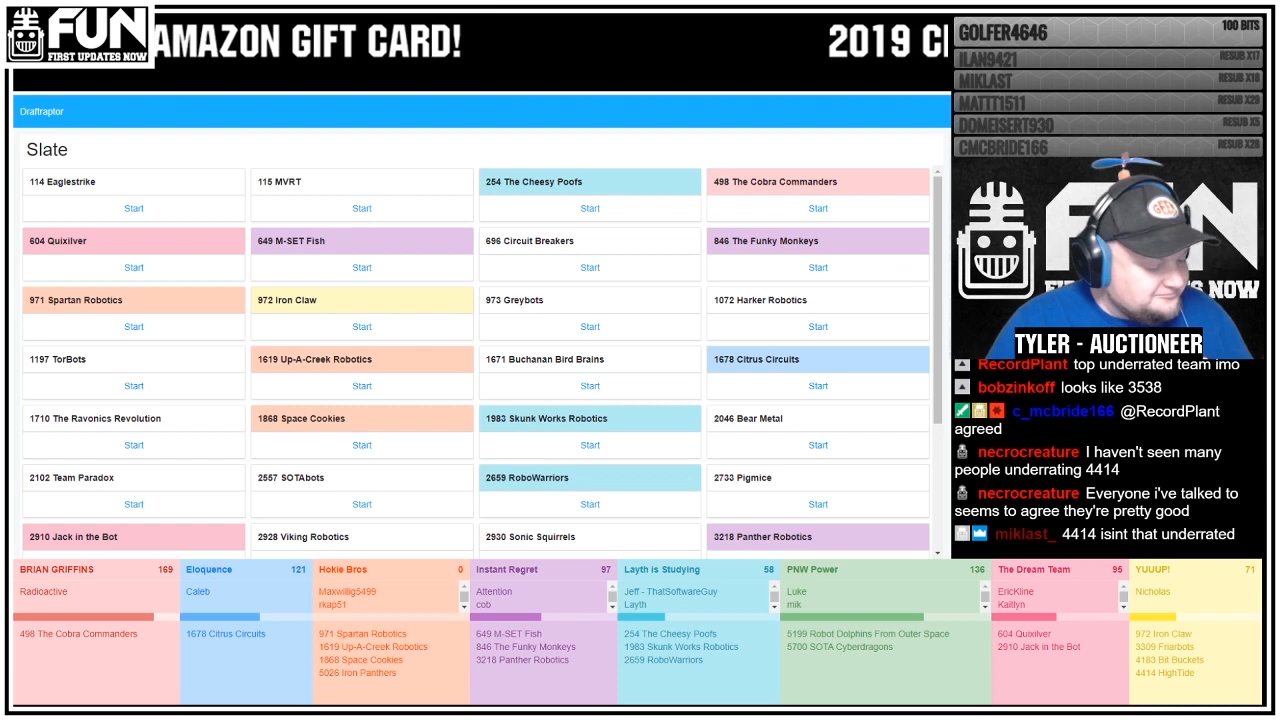 FUN
FIRST UPDATES NOW
AMAZON GIFT CARD!
2019 C
GOLFER4646 100 BITS
ILAN9421 RESUB X17
MIKLAST RESUB X18
MATTT1511 RESUB X29
DOMEISERT930 RESUB X5
CMCBRIDE166 RESUB X28
Draftraptor
Slate
114 Eaglestrike
Start
115 MVRT
Start
254 The Cheesy Poofs
Start
498 The Cobra Commanders
Start
604 Quixilver
Start
649 M-SET Fish
Start
696 Circuit Breakers
Start
846 The Funky Monkeys
Start
971 Spartan Robotics
Start
972 Iron Claw
Start
973 Greybots
Start
1072 Harker Robotics
Start
1197 TorBots
Start
1619 Up-A-Creek Robotics
Start
1671 Buchanan Bird Brains
Start
1678 Citrus Circuits
Start
1710 The Ravonics Revolution
Start
1868 Space Cookies
Start
1983 Skunk Works Robotics
Start
2046 Bear Metal
Start
2102 Team Paradox
Start
2557 SOTAbots
Start
2659 RoboWarriors
Start
2733 Pigmice
Start
2910 Jack in the Bot
2928 Viking Robotics
2930 Sonic Squirrels
3218 Panther Robotics
TYLER - AUCTIONEER
RecordPlant top underrated team imo
bobzinkoff looks like 3538
c_mcbride166 @RecordPlant
agreed
necrocreature I haven't seen many
people underrating 4414
necrocreature Everyone i've talked to
seems to agree they're pretty good
miklast_ 4414 isint that underrated
BRIAN GRIFFINS 169
Radioactive
498 The Cobra Commanders
Eloquence 121
Caleb
1678 Citrus Circuits
Hokie Bros 0
Maxwillig5499
rkap51
971 Spartan Robotics
1619 Up-A-Creek Robotics
1868 Space Cookies
5026 Iron Panthers
Instant Regret 97
Attention
cob
649 M-SET Fish
846 The Funky Monkeys
3218 Panther Robotics
Layth is Studying 58
Jeff - ThatSoftwareGuy
Layth
254 The Cheesy Poofs
1983 Skunk Works Robotics
2659 RoboWarriors
PNW Power 136
Luke
mik
5199 Robot Dolphins From Outer Space
5700 SOTA Cyberdragons
The Dream Team 95
EricKline
Kaitlyn
604 Quixilver
2910 Jack in the Bot
YUUUP! 71
Nicholas
972 Iron Claw
3309 Friarbots
4183 Bit Buckets
4414 HighTide